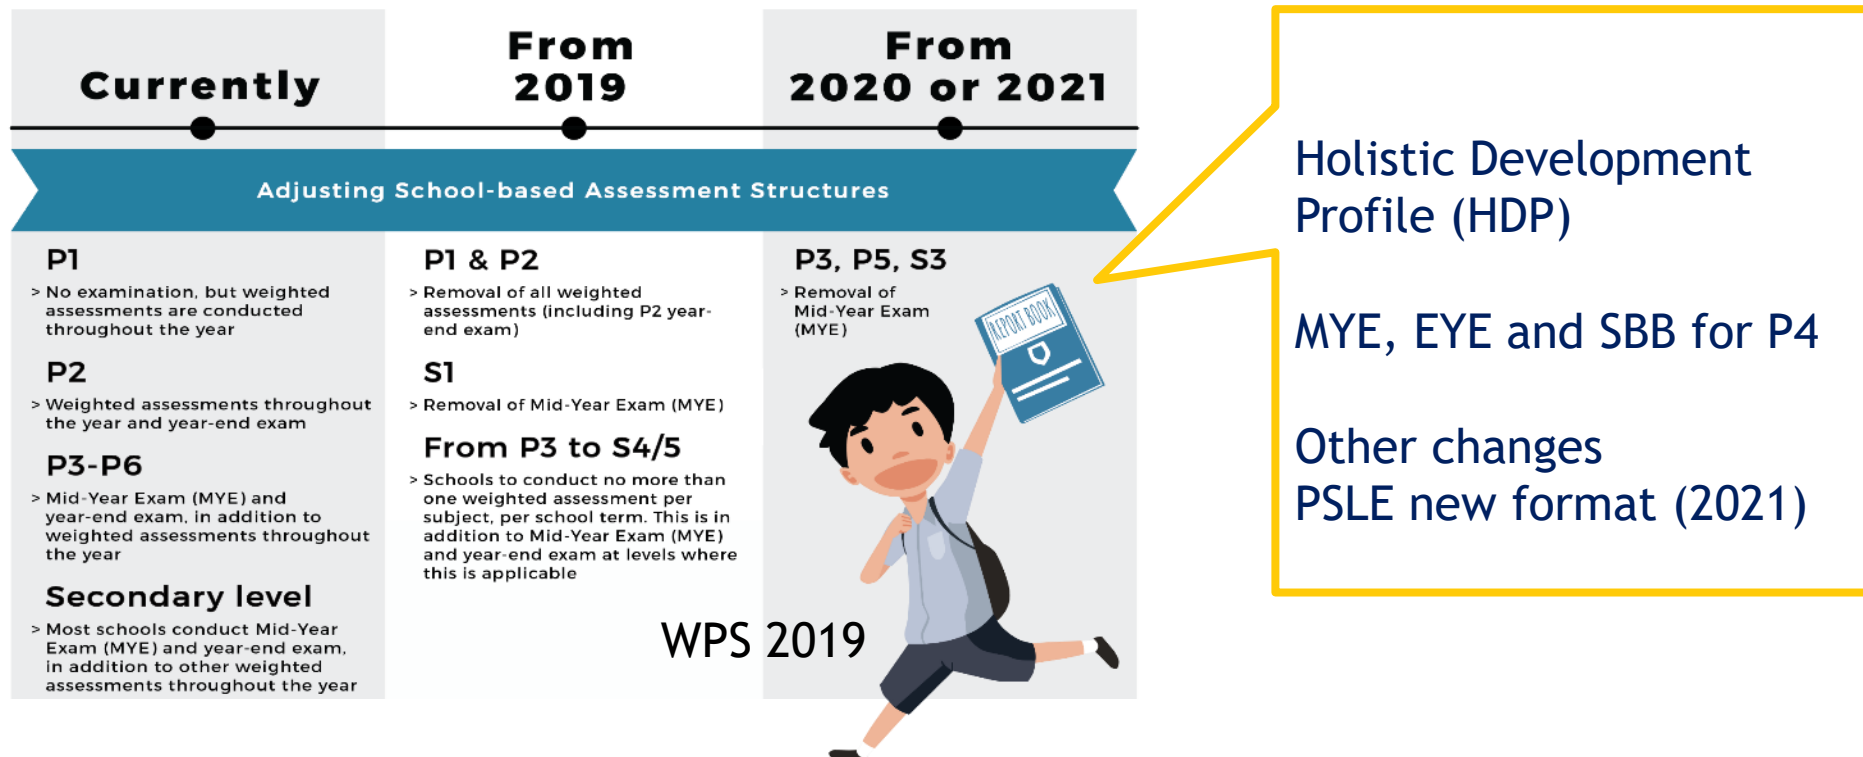 Currently
From
2019
From
2020 or 2021
Adjusting School-based Assessment Structures
P1
> No examination, but weighted
assessments are conducted
throughout the year
P2
> Weighted assessments throughout
the year and year-end exam
P3-P6
> Mid-Year Exam (MYE) and
year-end exam, in addition to
weighted assessments throughout
the year
Secondary level
> Most schools conduct Mid-Year
Exam (MYE) and year-end exam,
in addition to other weighted
assessments throughout the year
P1 & P2
> Removal of all weighted
assessments (including P2 year-
end exam)
S1
> Removal of Mid-Year Exam (MYE)
From P3 to S4/5
> Schools to conduct no more than
one weighted assessment per
subject, per school term. This is in
addition to Mid-Year Exam (MYE)
and year-end exam at levels where
this is applicable
P3, P5, S3
> Removal of
Mid-Year Exam
(MYE)
REPORT BOOK
WPS 2019
Holistic Development
Profile (HDP)
MYE, EYE and SBB for P4
Other changes
PSLE new format (2021)